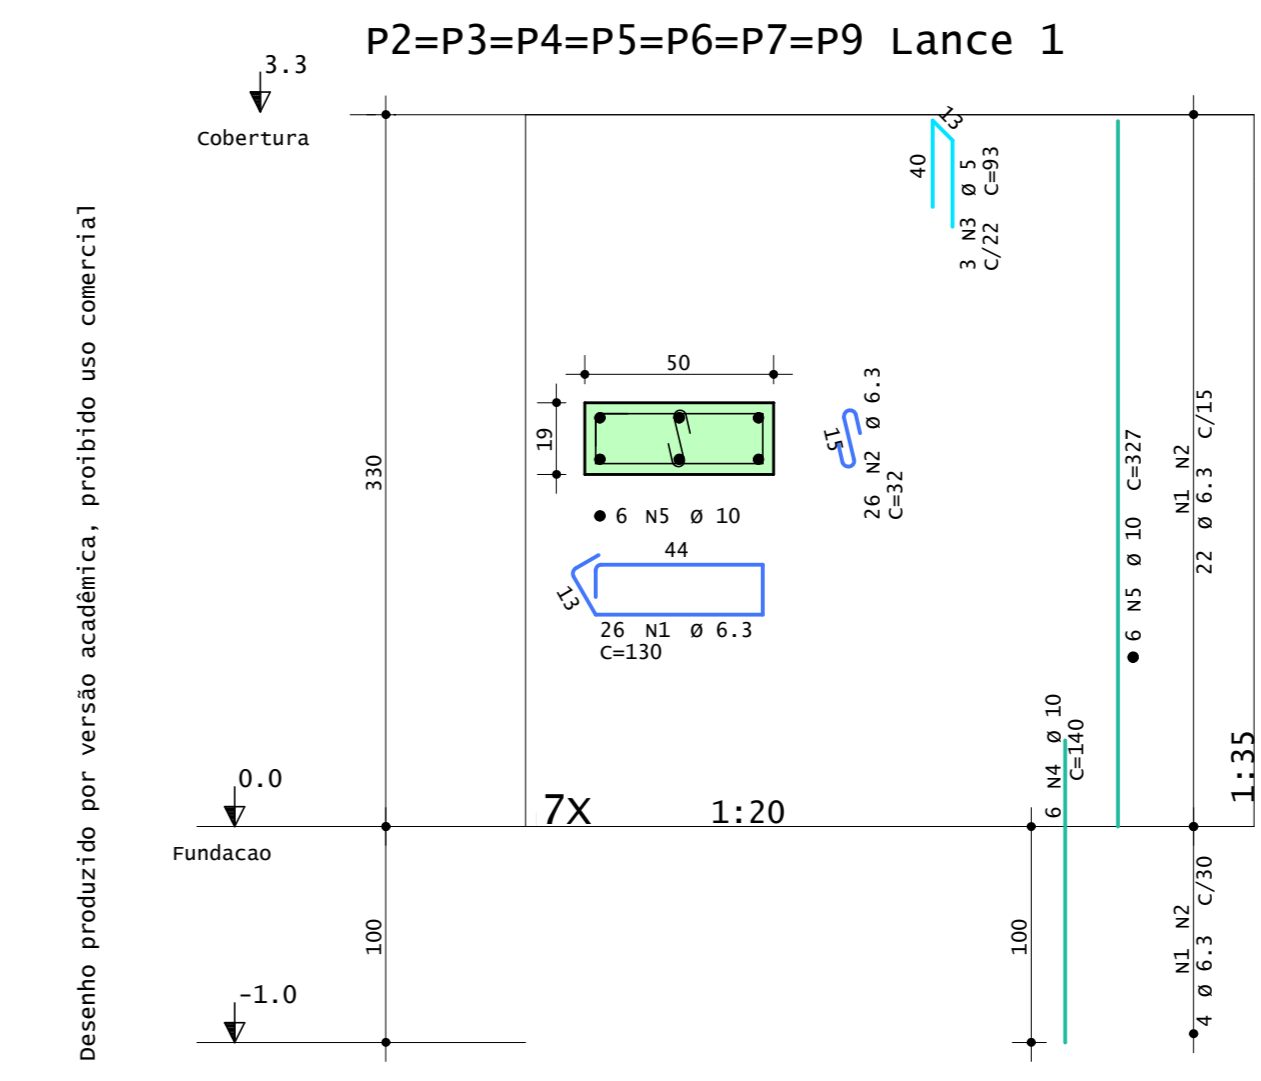 P2=P3=P4=P5=P6=P7=P9 Lance 1
3.3
Cobertura
Desenho produzido por versão acadêmica, proibido uso comercial
13
40
3 N3 Ø 5
C/22 C=93
50
19
330
15
26 N2 Ø 6.3
C=32
6 N5 Ø 10
44
13
26 N1 Ø 6.3
C=130
6 N5 Ø 10 C=327
N1 N2
22 Ø 6.3 C/15
6 N4 Ø 10
C=140
1:35
0.0
7X
1:20
Fundacao
100
100
N1 N2
4 Ø 6.3 C/30
-1.0